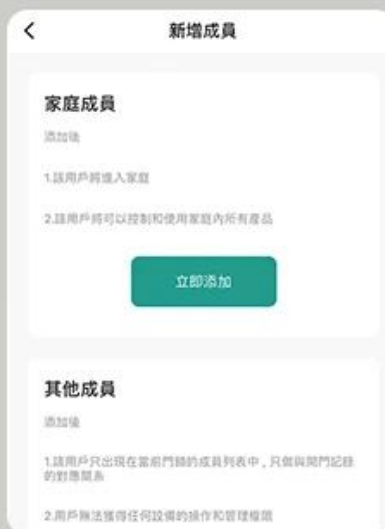 新增成員
家庭成員
添加後
1.該用戶將進入家庭
2.該用戶將可以控制和使用家庭內所有產品
立即添加
其他成員
添加後
1.該用戶只出現在當前門鎖的成員列表中，只做與開門記錄
的對應關系
2.用戶無法獲得任何設備的操作和管理權限